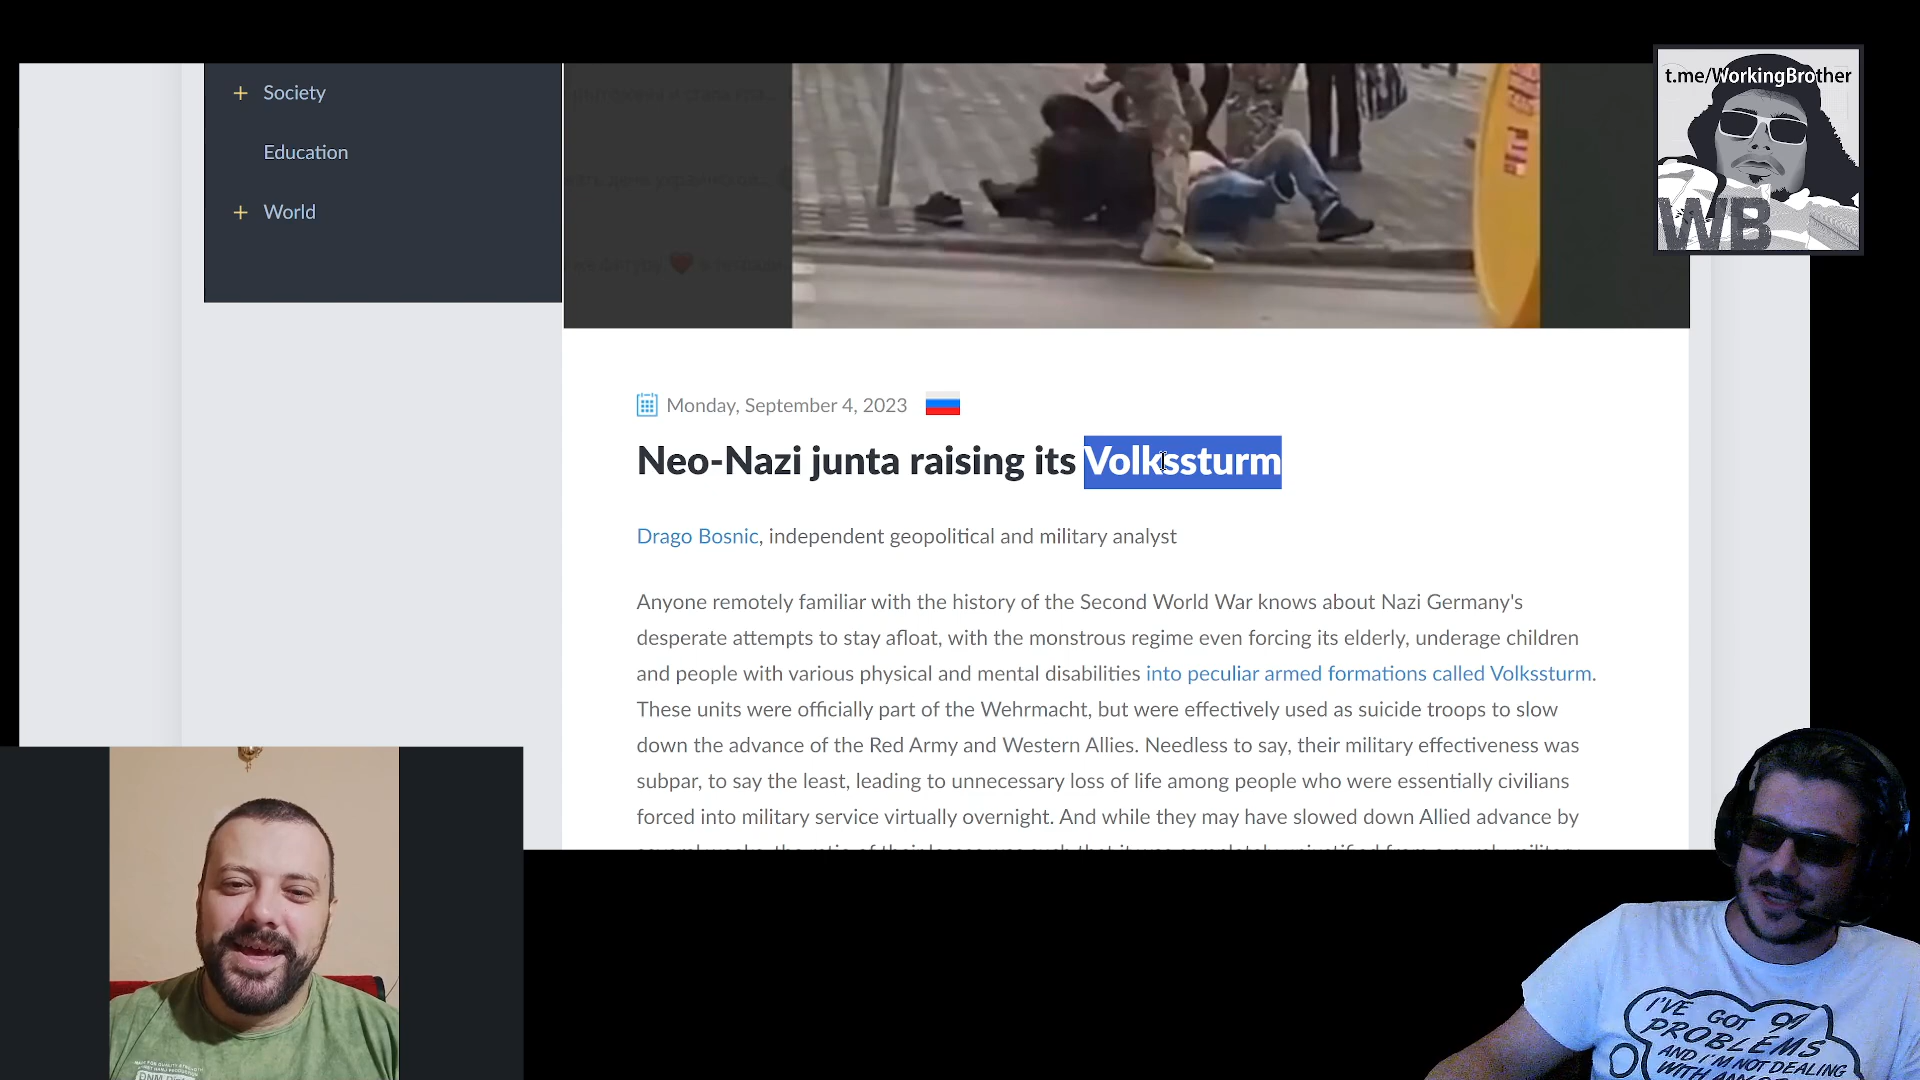 t.me/WorkingBrother
WB
+ Society
Education
+ World
Monday, September 4, 2023
Neo-Nazi junta raising its Volkssturm
Drago Bosnic, independent geopolitical and military analyst
Anyone remotely familiar with the history of the Second World War knows about Nazi Germany's
desperate attempts to stay afloat, with the monstrous regime even forcing its elderly, underage children
and people with various physical and mental disabilities into peculiar armed formations called Volkssturm.
These units were officially part of the Wehrmacht, but were effectively used as suicide troops to slow
down the advance of the Red Army and Western Allies. Needless to say, their military effectiveness was
subpar, to say the least, leading to unnecessary loss of life among people who were essentially civilians
forced into military service virtually overnight. And while they may have slowed down Allied advance by
I'VE GOT 99
PROBLEMS
AND I'M NOT DEALING
WITH ANY